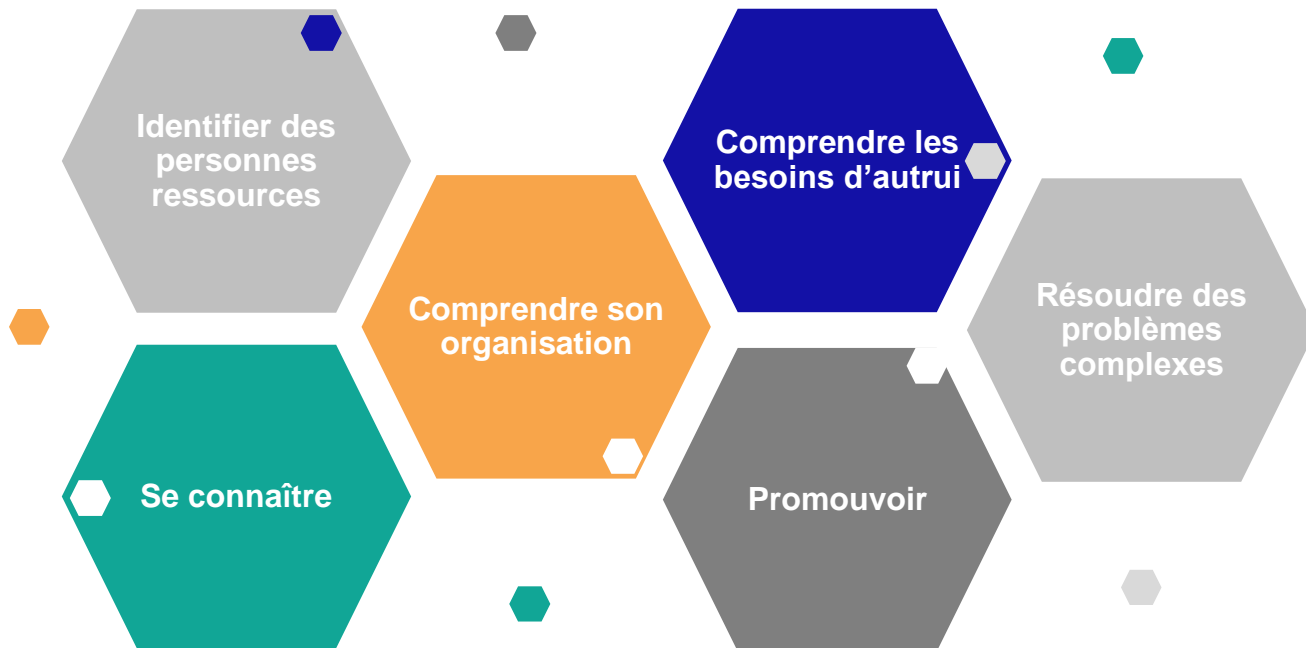 Identifier des
personnes
ressources
Comprendre les
besoins d’autrui
Comprendre son
organisation
Résoudre des
problèmes
complexes
Se connaître
Promouvoir